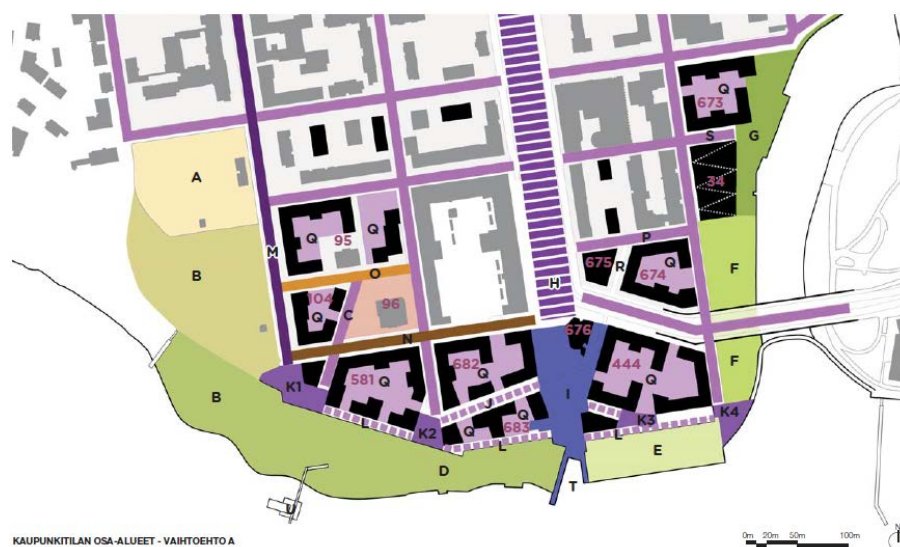 Q
673
S
G
A
34
Q
95
Q
P
B
M
675
R
Q
674
F
O
H
104
Q
C
96
676
N
F
K1
581
Q
682
Q
444
Q
B
J
I
L
K2
Q
Q
683
L
L
K3
K4
D
E
T
U
KAUPUNKITILAN OSA-ALUEET - VAIHTOEHTO A
0m 20m 50m 100m
N